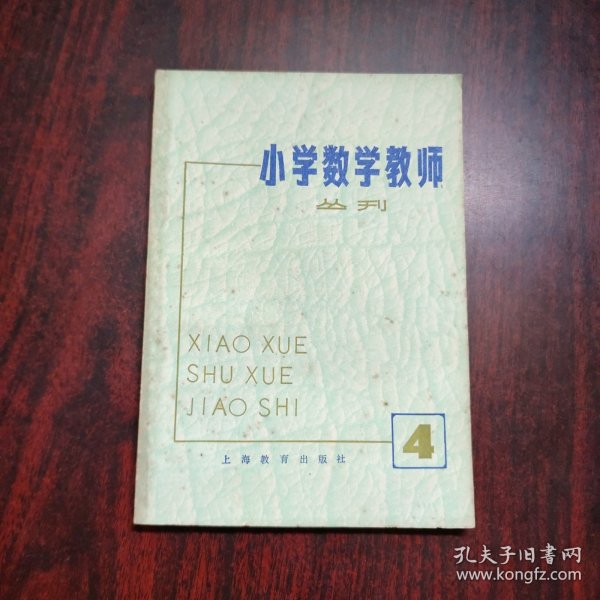 小学数学教师
丛刊
XIAO XUE
SHU XUE
JIAO SHI
4
上海教育出版社
孔夫子旧书网
www.kongfz.com